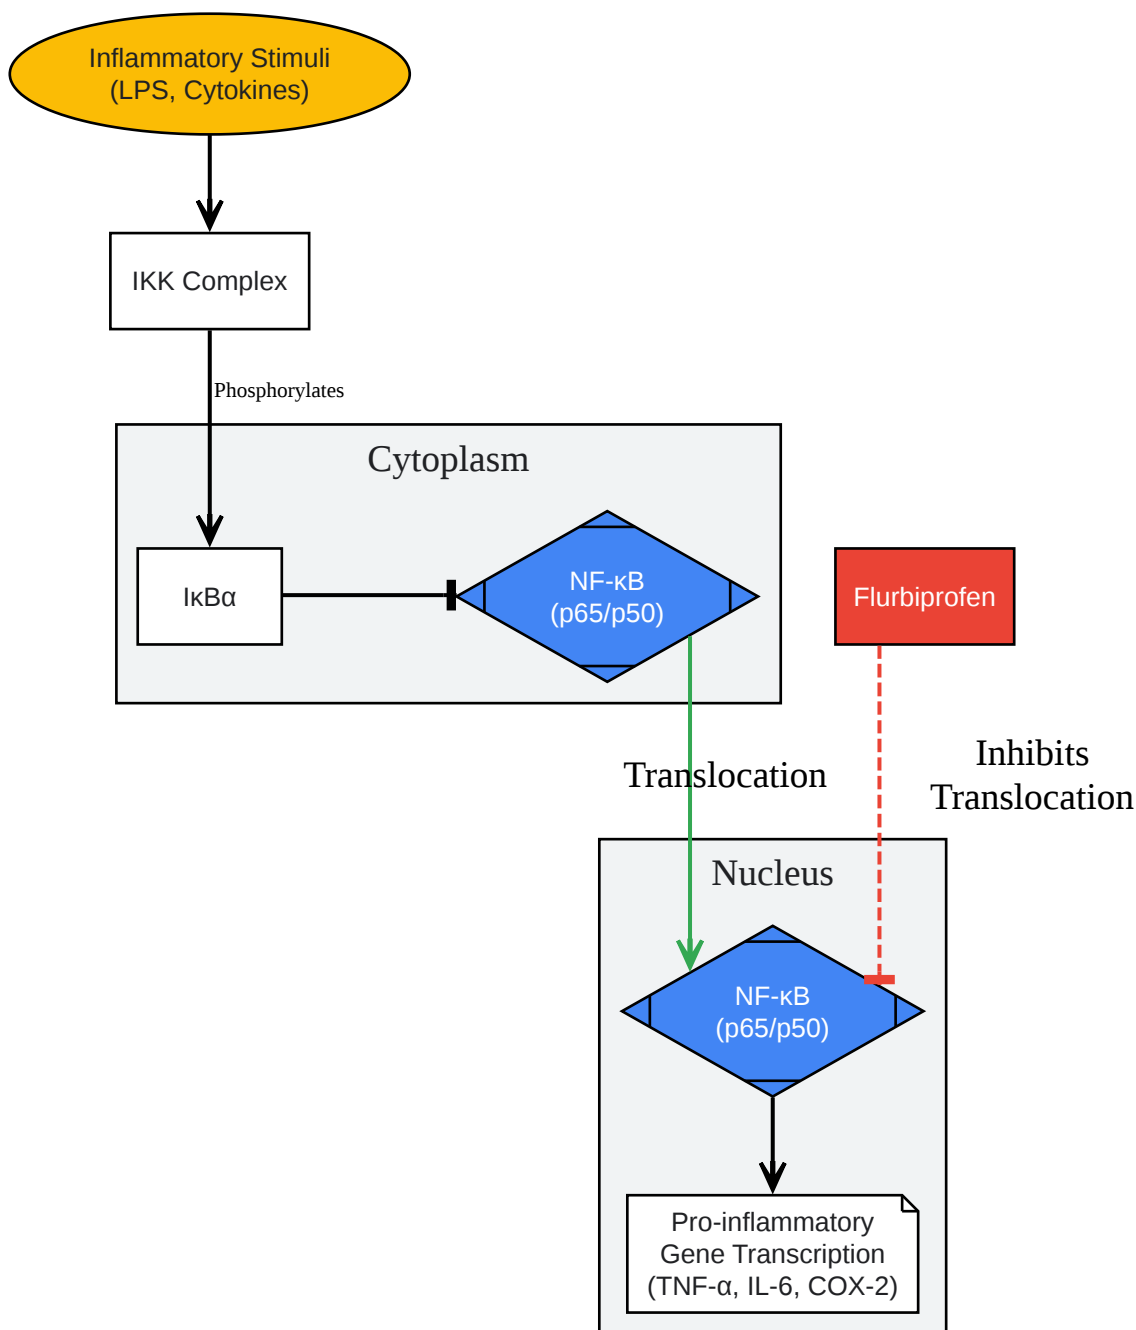 Inflammatory Stimuli
(LPS, Cytokines)
IKK Complex
Phosphorylates
Cytoplasm
IκBα
NF-κB
(p65/p50)
Flurbiprofen
Translocation
Inhibits
Translocation
Nucleus
NF-κB
(p65/p50)
Pro-inflammatory
Gene Transcription
(TNF-α, IL-6, COX-2)